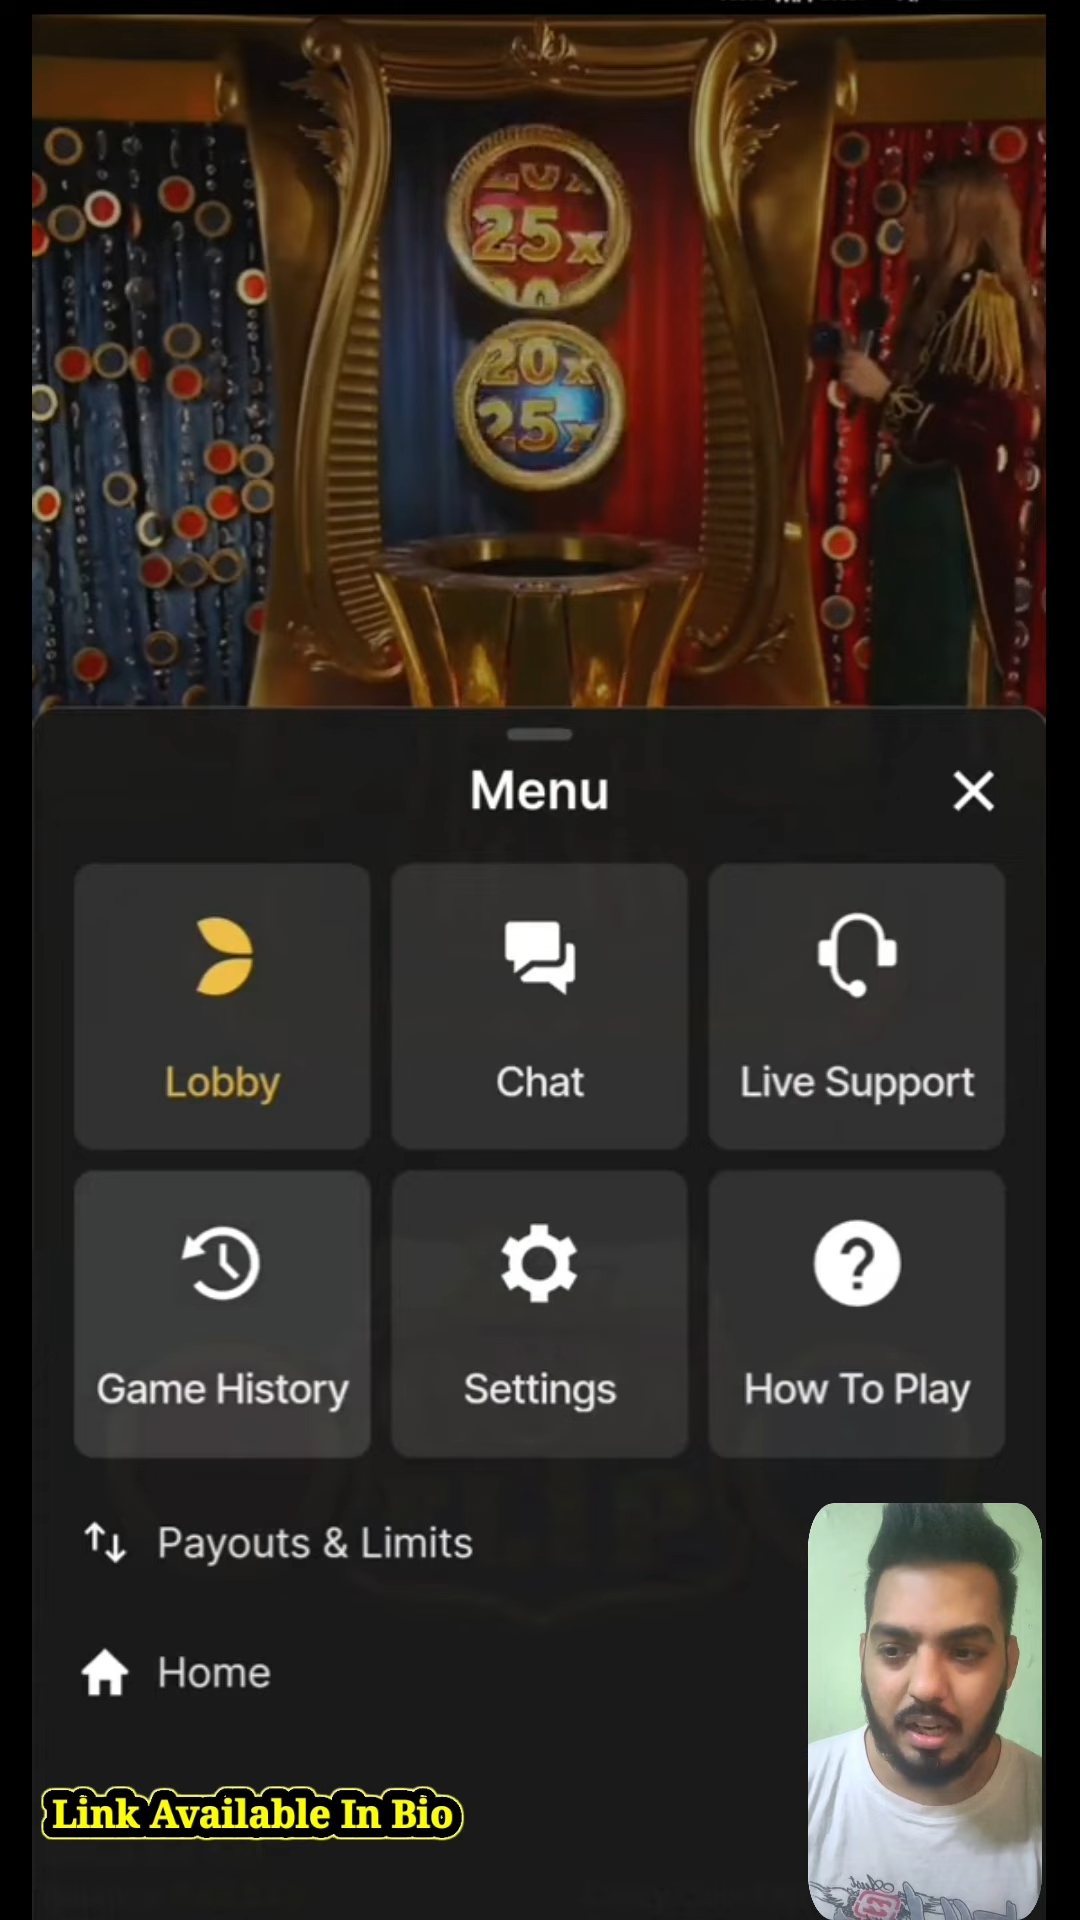 25x
20x
25x
Menu
Lobby
Chat
Live Support
Game History
Settings
How To Play
Payouts & Limits
Home
Link Available In Bio